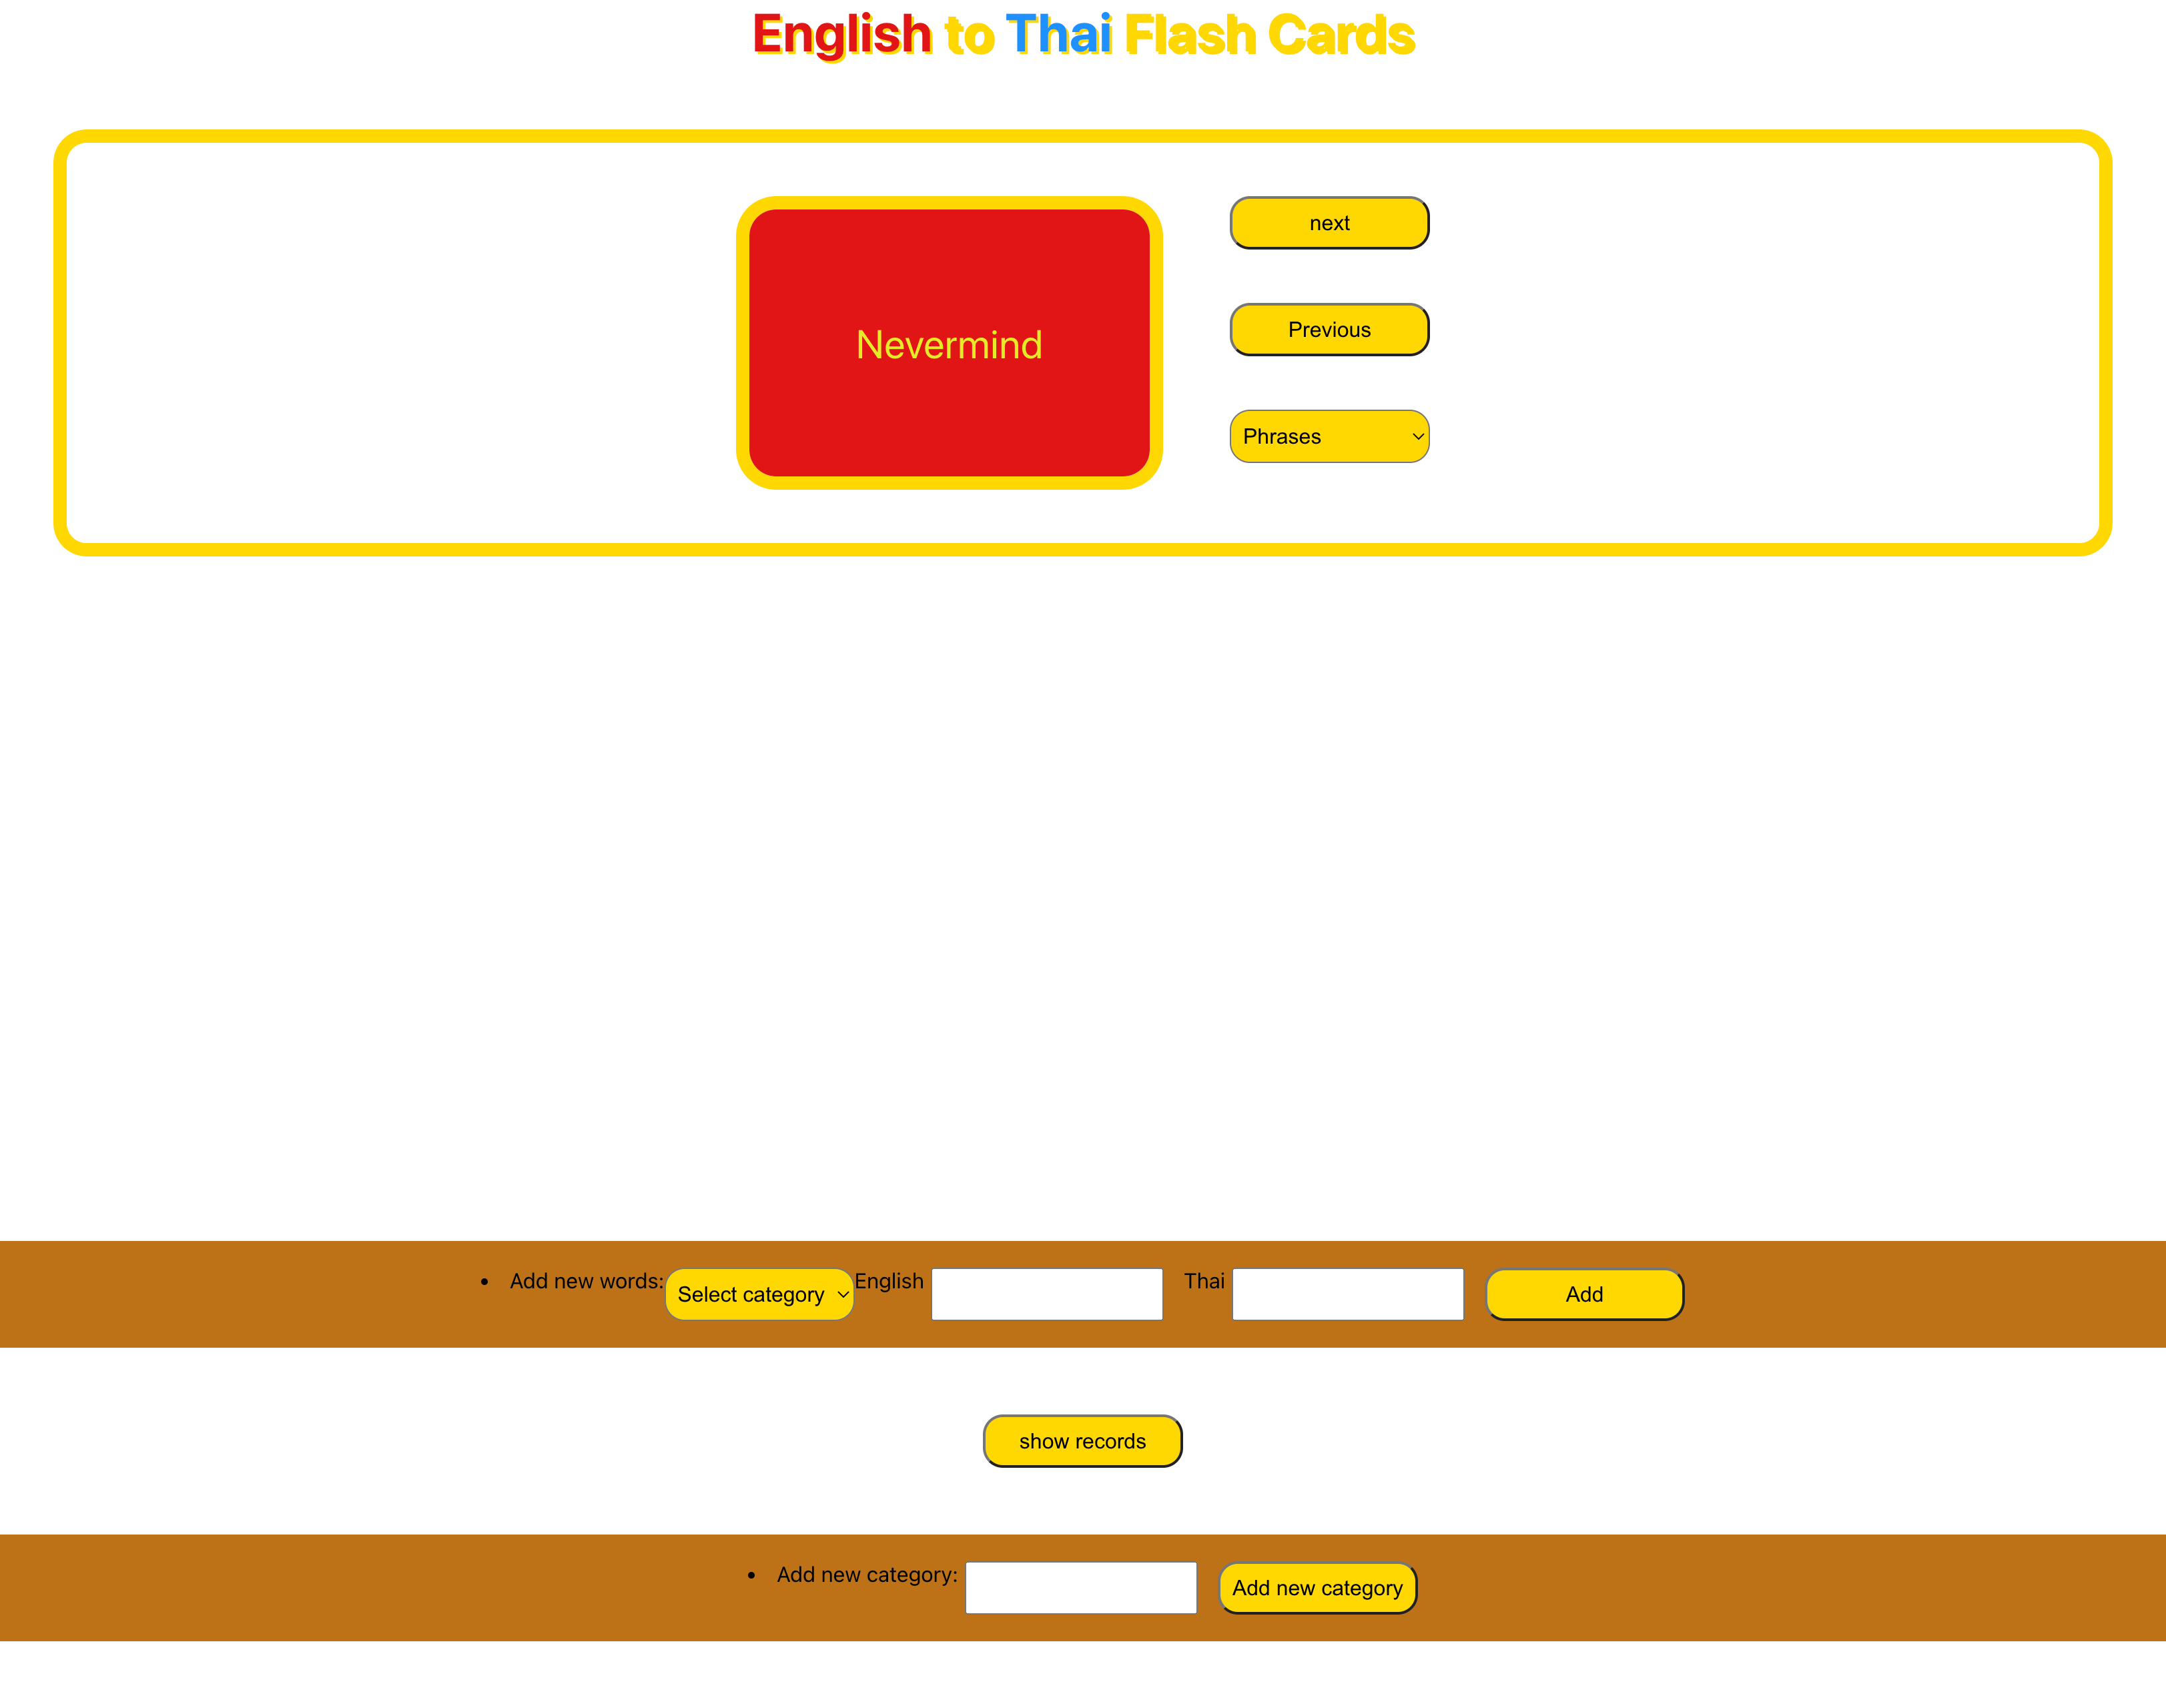 English to Thai Flash Cards
next
Nevermind
Previous
Phrases
Add new words: Select category English Thai Add
show records
Add new category: Add new category